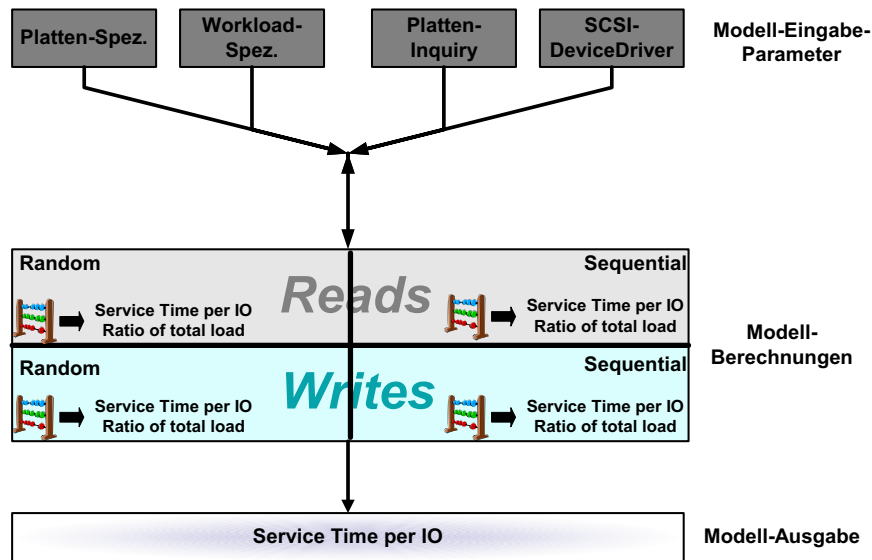 Platten-Spez.
Workload-
Spez.
Platten-
Inquiry
SCSI-
DeviceDriver
Modell-Eingabe-
Parameter
Random
Reads
Sequential
Service Time per IO
Ratio of total load
Service Time per IO
Ratio of total load
Modell-
Berechnungen
Random
Writes
Sequential
Service Time per IO
Ratio of total load
Service Time per IO
Ratio of total load
Service Time per IO
Modell-Ausgabe